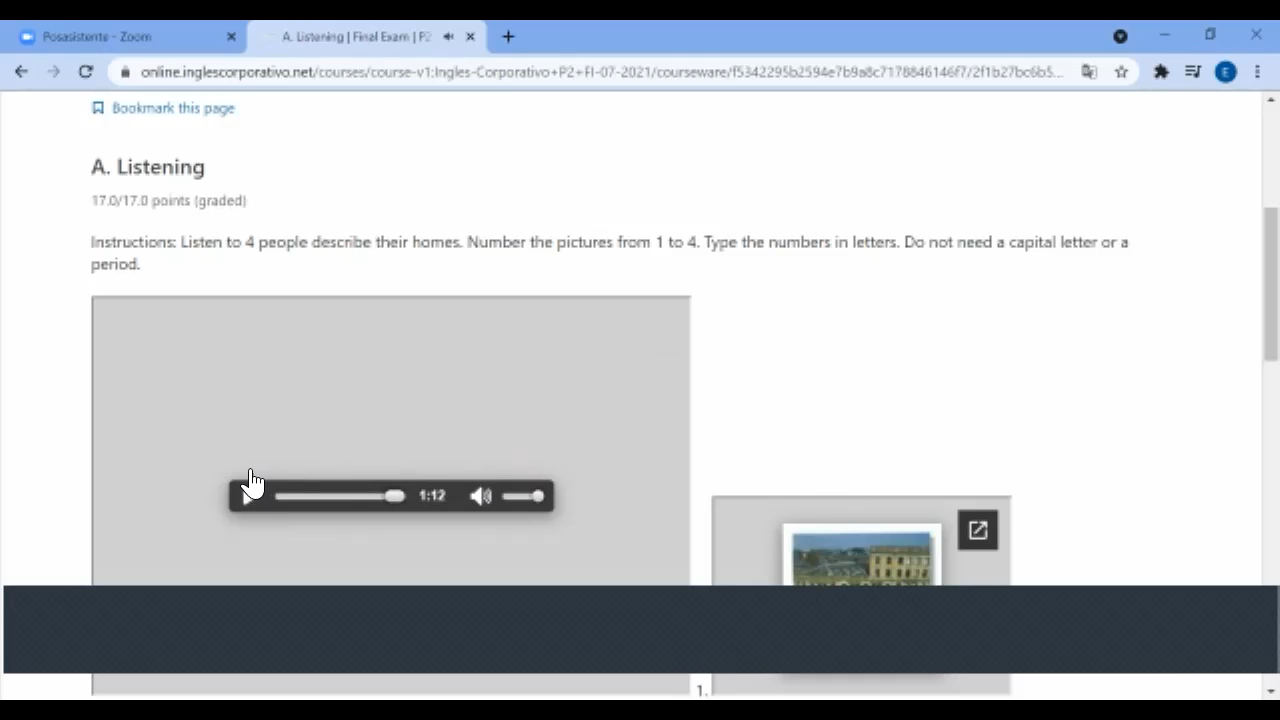 Posasistente - Zoom
A. Listening | Final Exam | P2
online.inglescorporativo.net/courses/course-v1:Ingles-Corporativo+P2+FI-07-2021/courseware/f5342295b2594e7b9a8c7178846146f7/2f1b27bc6b5...
E
Bookmark this page
A. Listening
17.0/17.0 points (graded)
Instructions: Listen to 4 people describe their homes. Number the pictures from 1 to 4. Type the numbers in letters. Do not need a capital letter or a
period.
1:12
1.